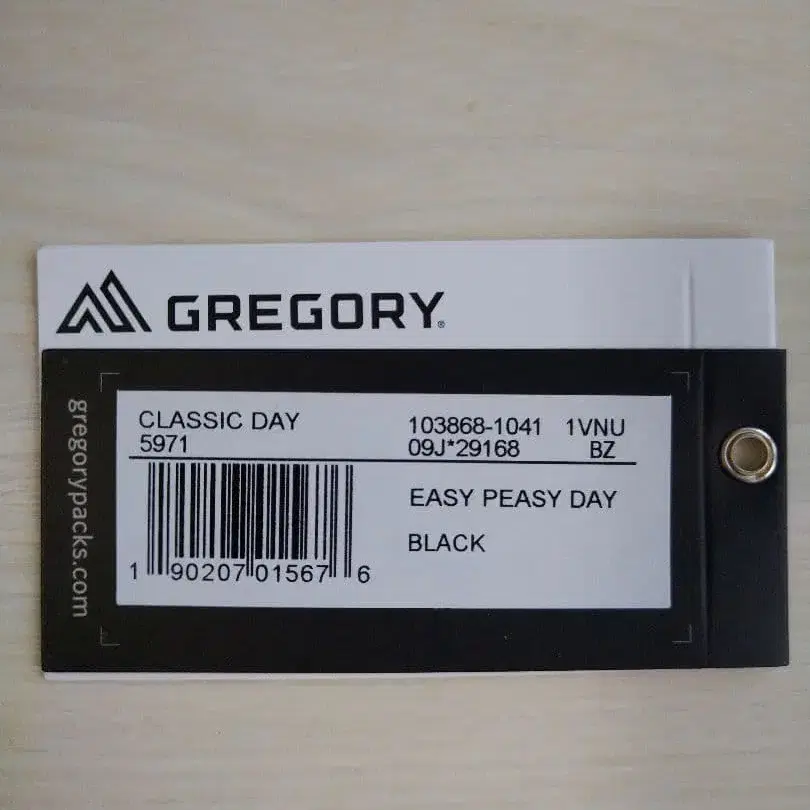 GREGORY®
gregorypacks.com
CLASSIC DAY 103868-1041 1VNU
5971 09J*29168 BZ
EASY PEASY DAY
BLACK
1 90207 01567 6